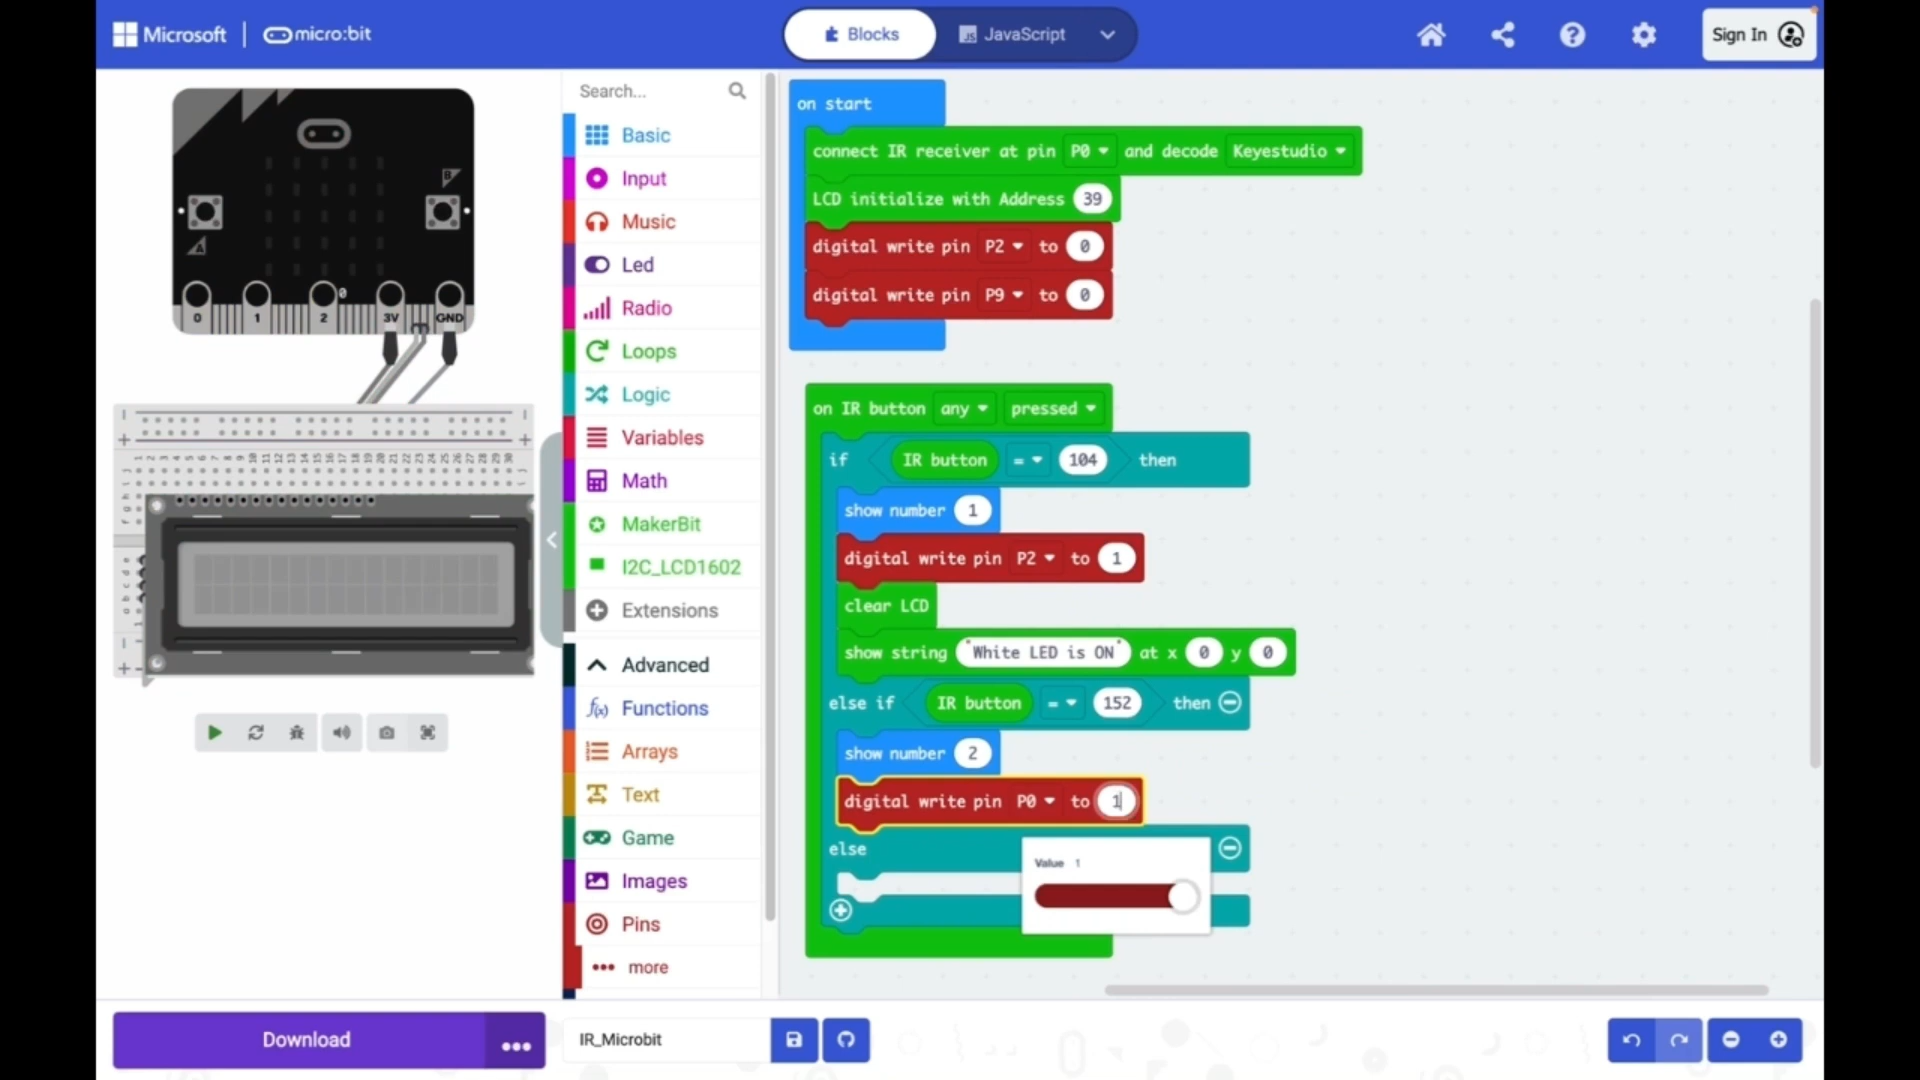 Microsoft micro:bit Blocks JavaScript Sign In
A
B
0
0 1 2 3V GND
Search...
Basic
Input
Music
Led
Radio
Loops
Logic
Variables
Math
MakerBit
I2C_LCD1602
Extensions
Advanced
Functions
Arrays
Text
Game
Images
Pins
more
on start
connect IR receiver at pin P0 and decode Keyestudio
LCD initialize with Address 39
digital write pin P2 to 0
digital write pin P9 to 0
on IR button any pressed
if IR button = 104 then
show number 1
digital write pin P2 to 1
clear LCD
show string "White LED is ON" at x 0 y 0
else if IR button = 152 then
show number 2
digital write pin P0 to 1
else
Value 1
Download
IR_Microbit